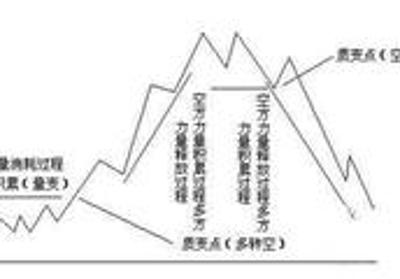 质变点（空
量消耗过程
积累（量变）
空方力量积累过程多方
力量释放过程
空方力量释放过程多方
力量积累过程
质变点（多转空）